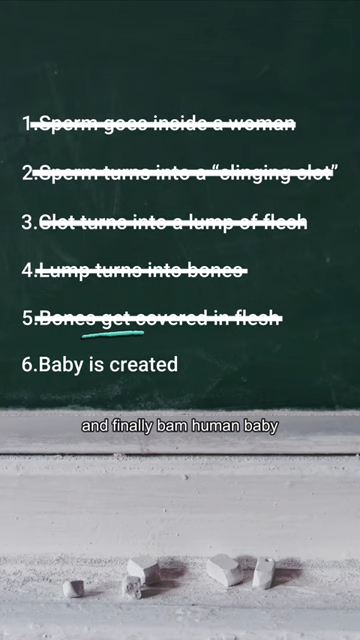 1.Sperm goes inside a woman
2.Sperm turns into a “clinging clot”
3.Clot turns into a lump of flesh
4.Lump turns into bones
5.Bones get covered in flesh
6.Baby is created
and finally bam human baby